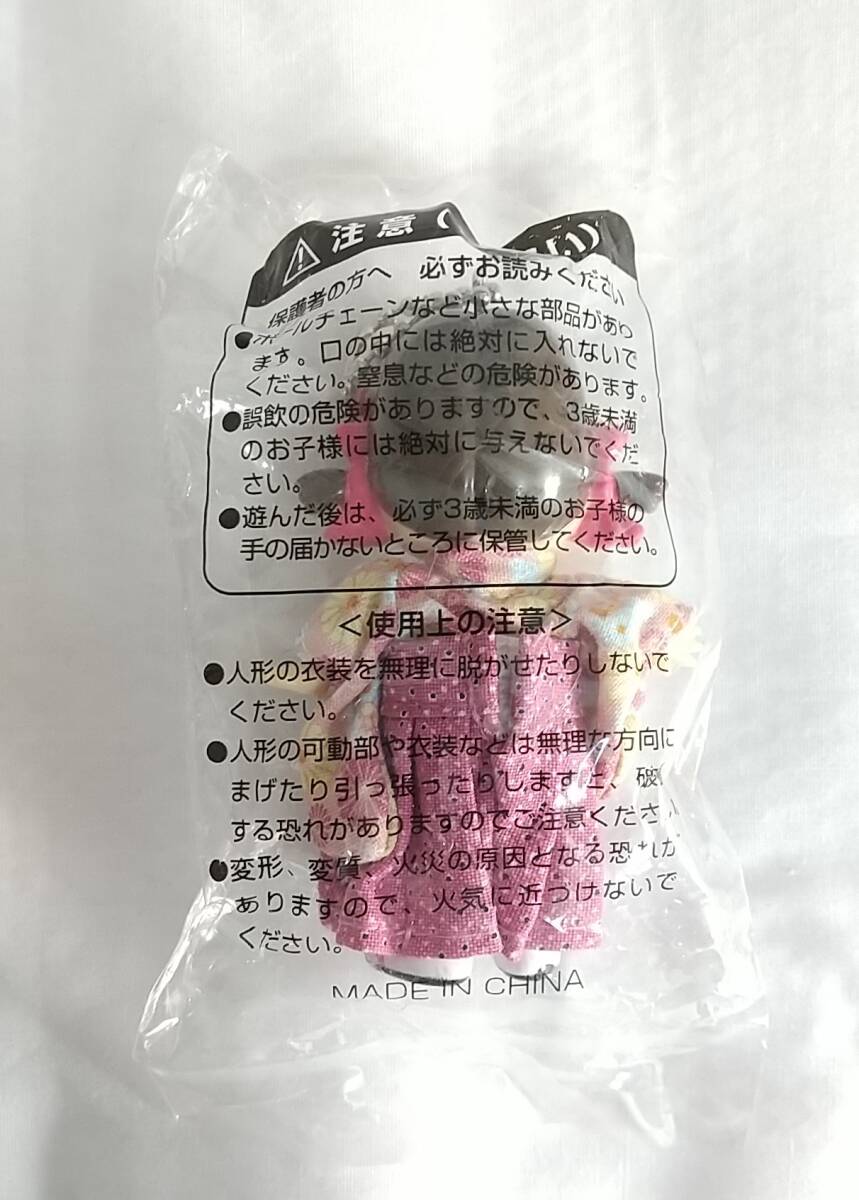 注意
保護者の方へ 必ずお読みください
●ボールチェーンなど小さな部品があり
ます。口の中には絶対に入れないで
ください。窒息などの危険があります。
●誤飲の危険がありますので、3歳未満
のお子様には絶対に与えないでくだ
さい。
●遊んだ後は、必ず3歳未満のお子様の
手の届かないところに保管してください。
<使用上の注意>
●人形の衣装を無理に脱がせたりしないで
ください。
●人形の可動部や衣装などは無理な方向に
まげたり引っ張ったりしますと、破
する恐れがありますのでご注意ください
●変形、変質、火災の原因となる恐れが
ありますので、火気に近づけないで
ください。
MADE IN CHINA